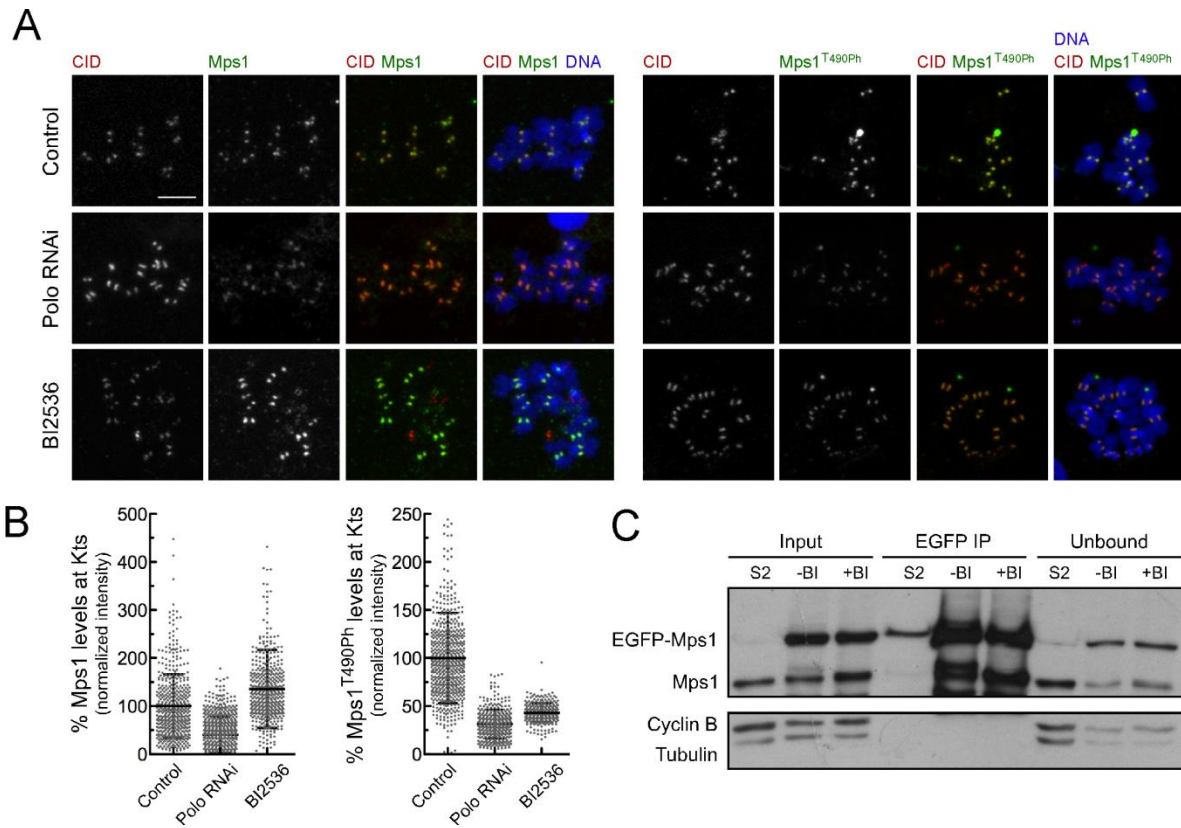 A
CID Mps1 CID Mps1 CID Mps1 DNA
CID Mps1T490Ph CID Mps1T490Ph DNA CID Mps1T490Ph
Control
Polo RNAi
BI2536
B
% Mps1 levels at Kts
(normalized intensity)
500
400
300
200
100
0
Control Polo RNAi BI2536
% Mps1T490Ph levels at Kts
(normalized intensity)
250
200
150
100
50
0
Control Polo RNAi BI2536
C
Input EGFP IP Unbound
S2 -BI +BI S2 -BI +BI S2 -BI +BI
EGFP-Mps1
Mps1
Cyclin B
Tubulin